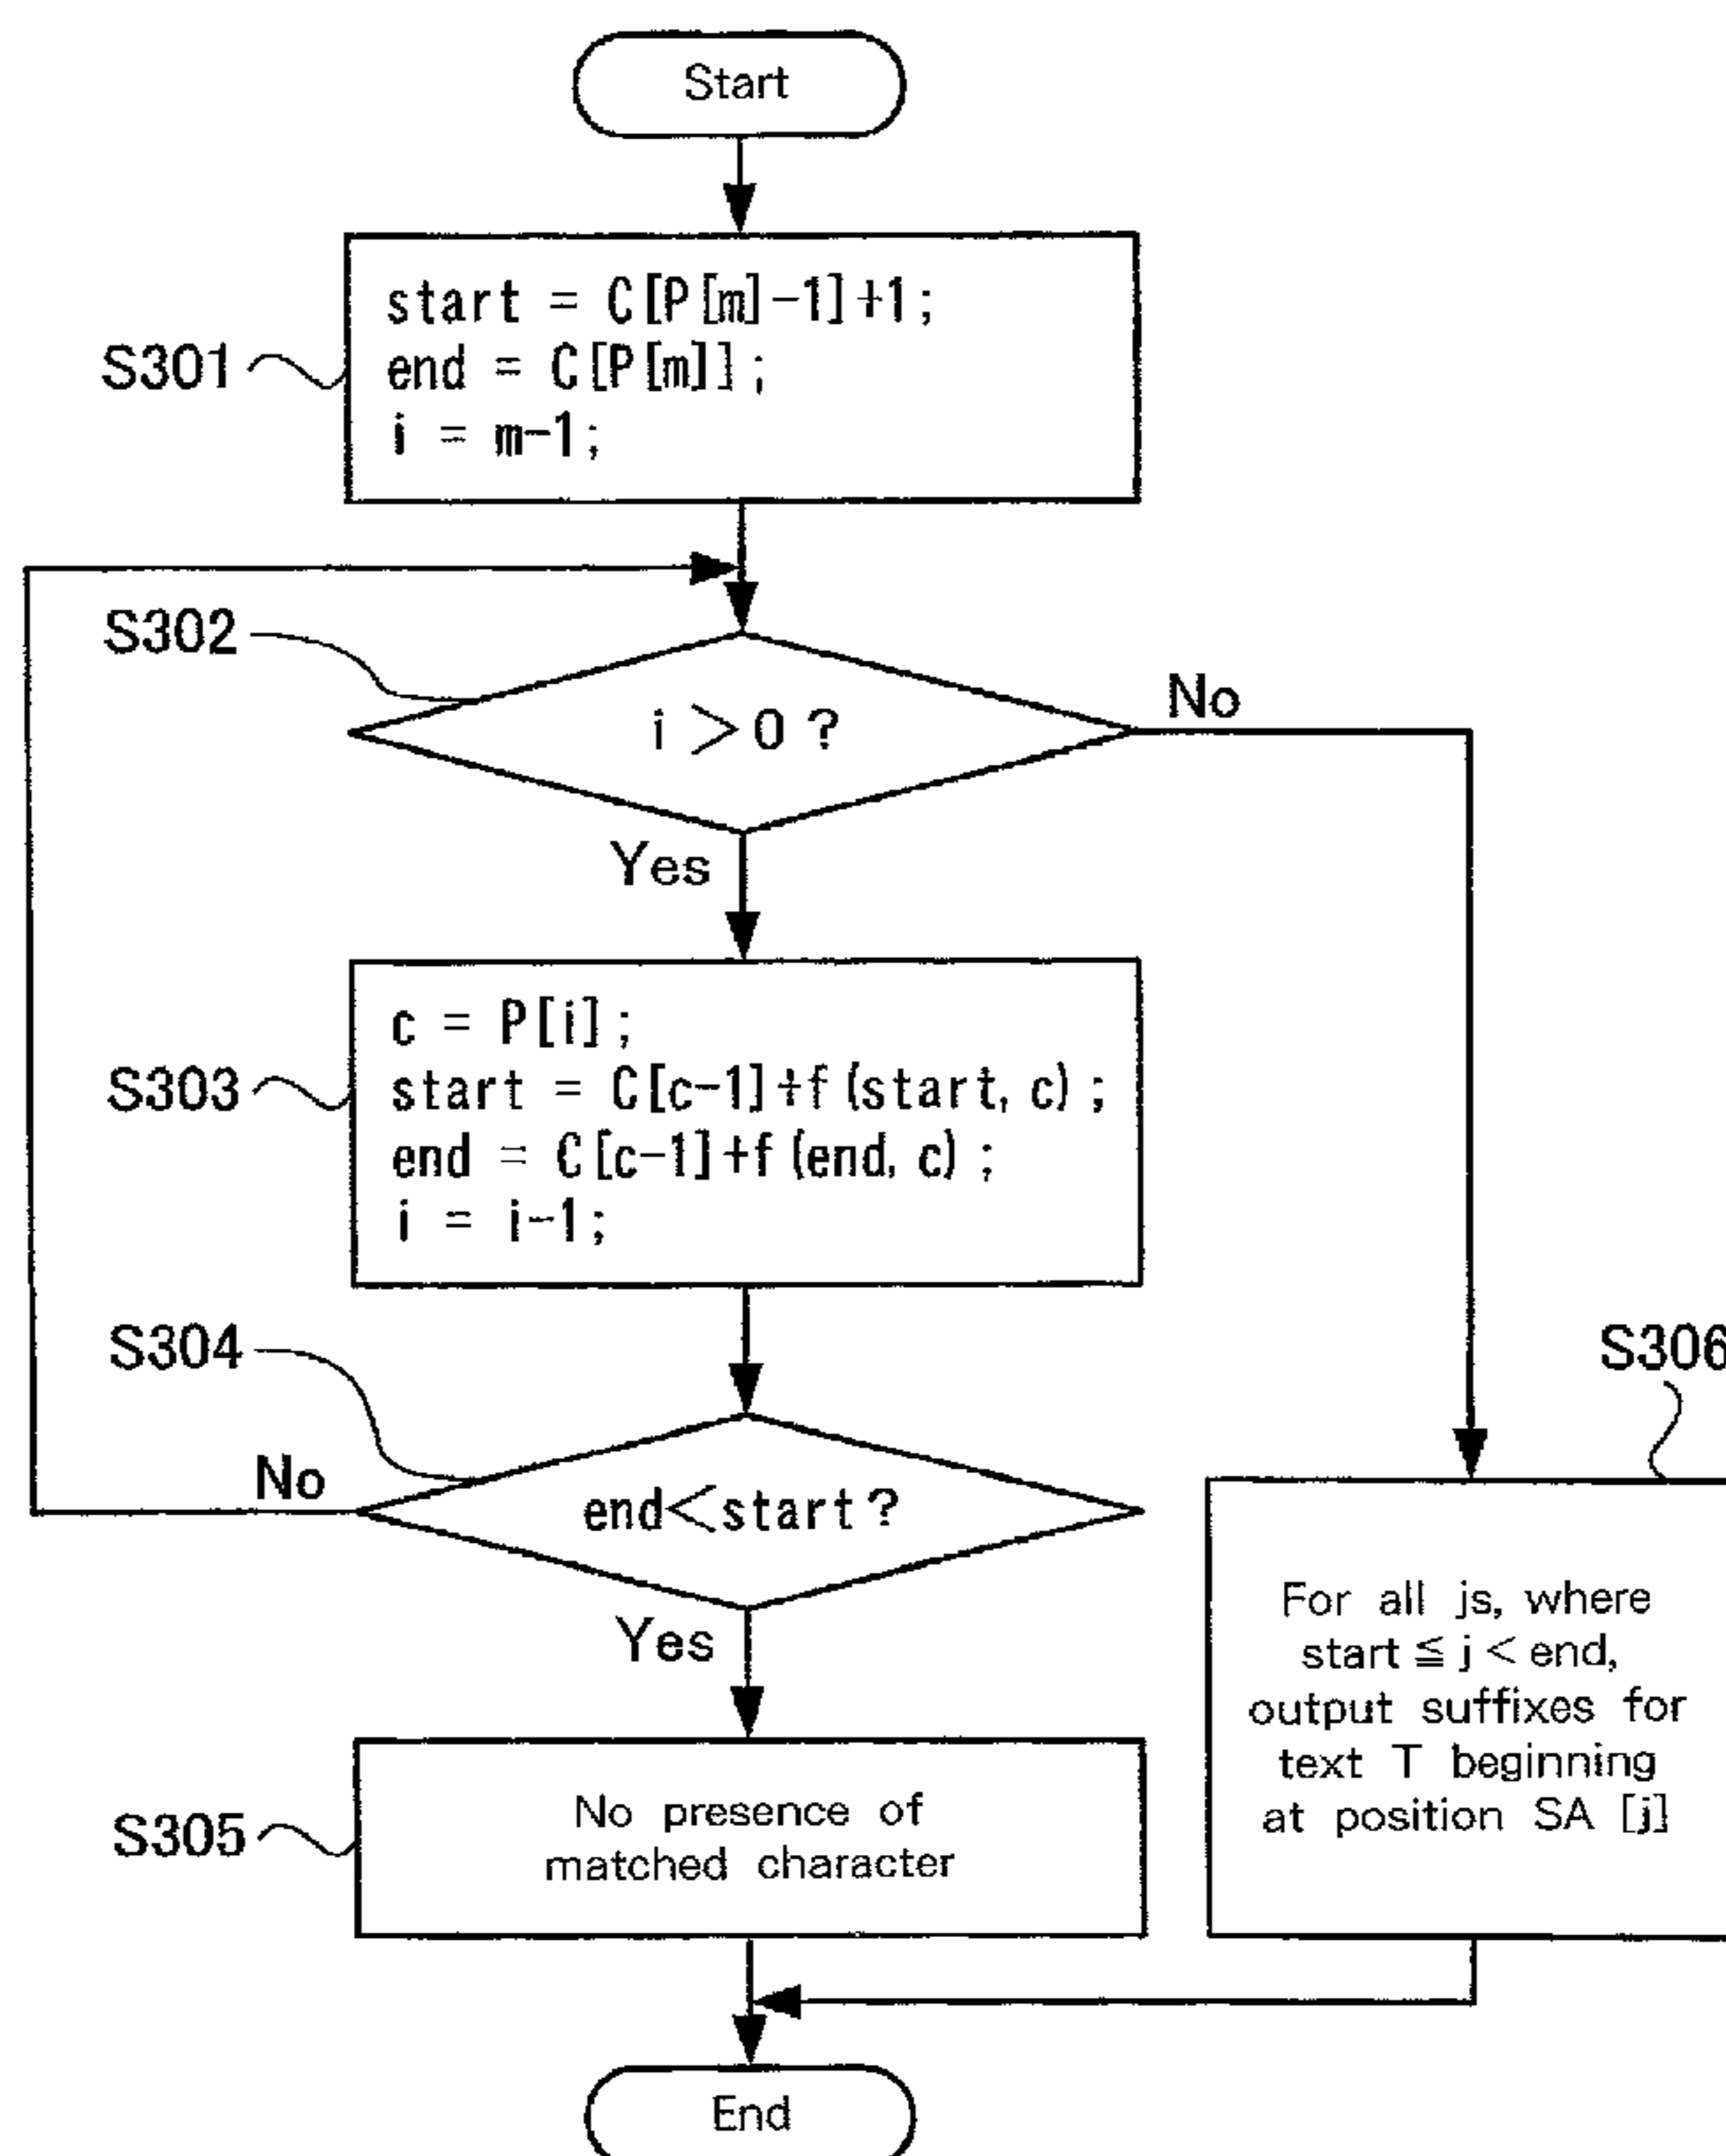 Start
S301
start = C[P[m]-1]+1;
end = C[P[m]];
i = m-1;
S302
i > 0 ?
No
Yes
S303
c = P[i];
start = C[c-1]+f(start, c);
end = C[c-1]+f(end, c);
i = i-1;
S304
No
end<start?
Yes
S305
No presence of
matched character
S306
For all js, where
start ≦ j < end,
output suffixes for
text T beginning
at position SA [j]
End